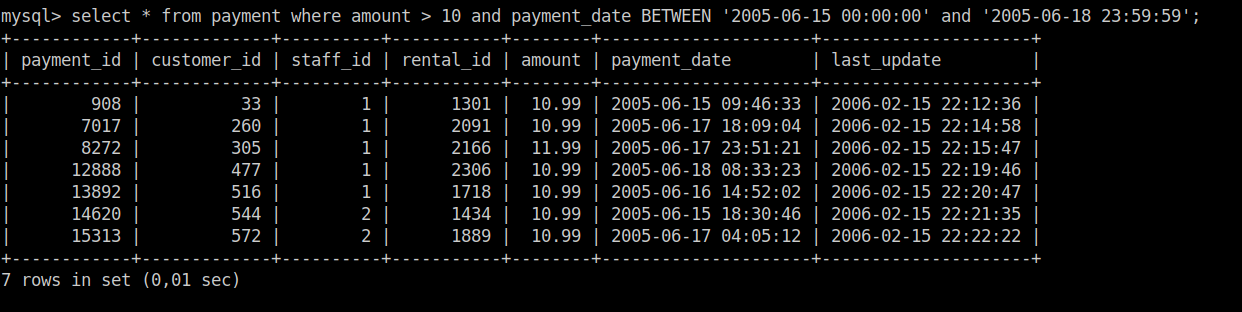 mysql> select * from payment where amount > 10 and payment_date BETWEEN '2005-06-15 00:00:00' and '2005-06-18 23:59:59';
+------------+-------------+----------+-----------+--------+---------------------+---------------------+
| payment_id | customer_id | staff_id | rental_id | amount | payment_date        | last_update         |
+------------+-------------+----------+-----------+--------+---------------------+---------------------+
|        908 |          33 |        1 |      1301 |  10.99 | 2005-06-15 09:46:33 | 2006-02-15 22:12:36 |
|       7017 |         260 |        1 |      2091 |  10.99 | 2005-06-17 18:09:04 | 2006-02-15 22:14:58 |
|       8272 |         305 |        1 |      2166 |  11.99 | 2005-06-17 23:51:21 | 2006-02-15 22:15:47 |
|      12888 |         477 |        1 |      2306 |  10.99 | 2005-06-18 08:33:23 | 2006-02-15 22:19:46 |
|      13892 |         516 |        1 |      1718 |  10.99 | 2005-06-16 14:52:02 | 2006-02-15 22:20:47 |
|      14620 |         544 |        2 |      1434 |  10.99 | 2005-06-15 18:30:46 | 2006-02-15 22:21:35 |
|      15313 |         572 |        2 |      1889 |  10.99 | 2005-06-17 04:05:12 | 2006-02-15 22:22:22 |
+------------+-------------+----------+-----------+--------+---------------------+---------------------+
7 rows in set (0,01 sec)